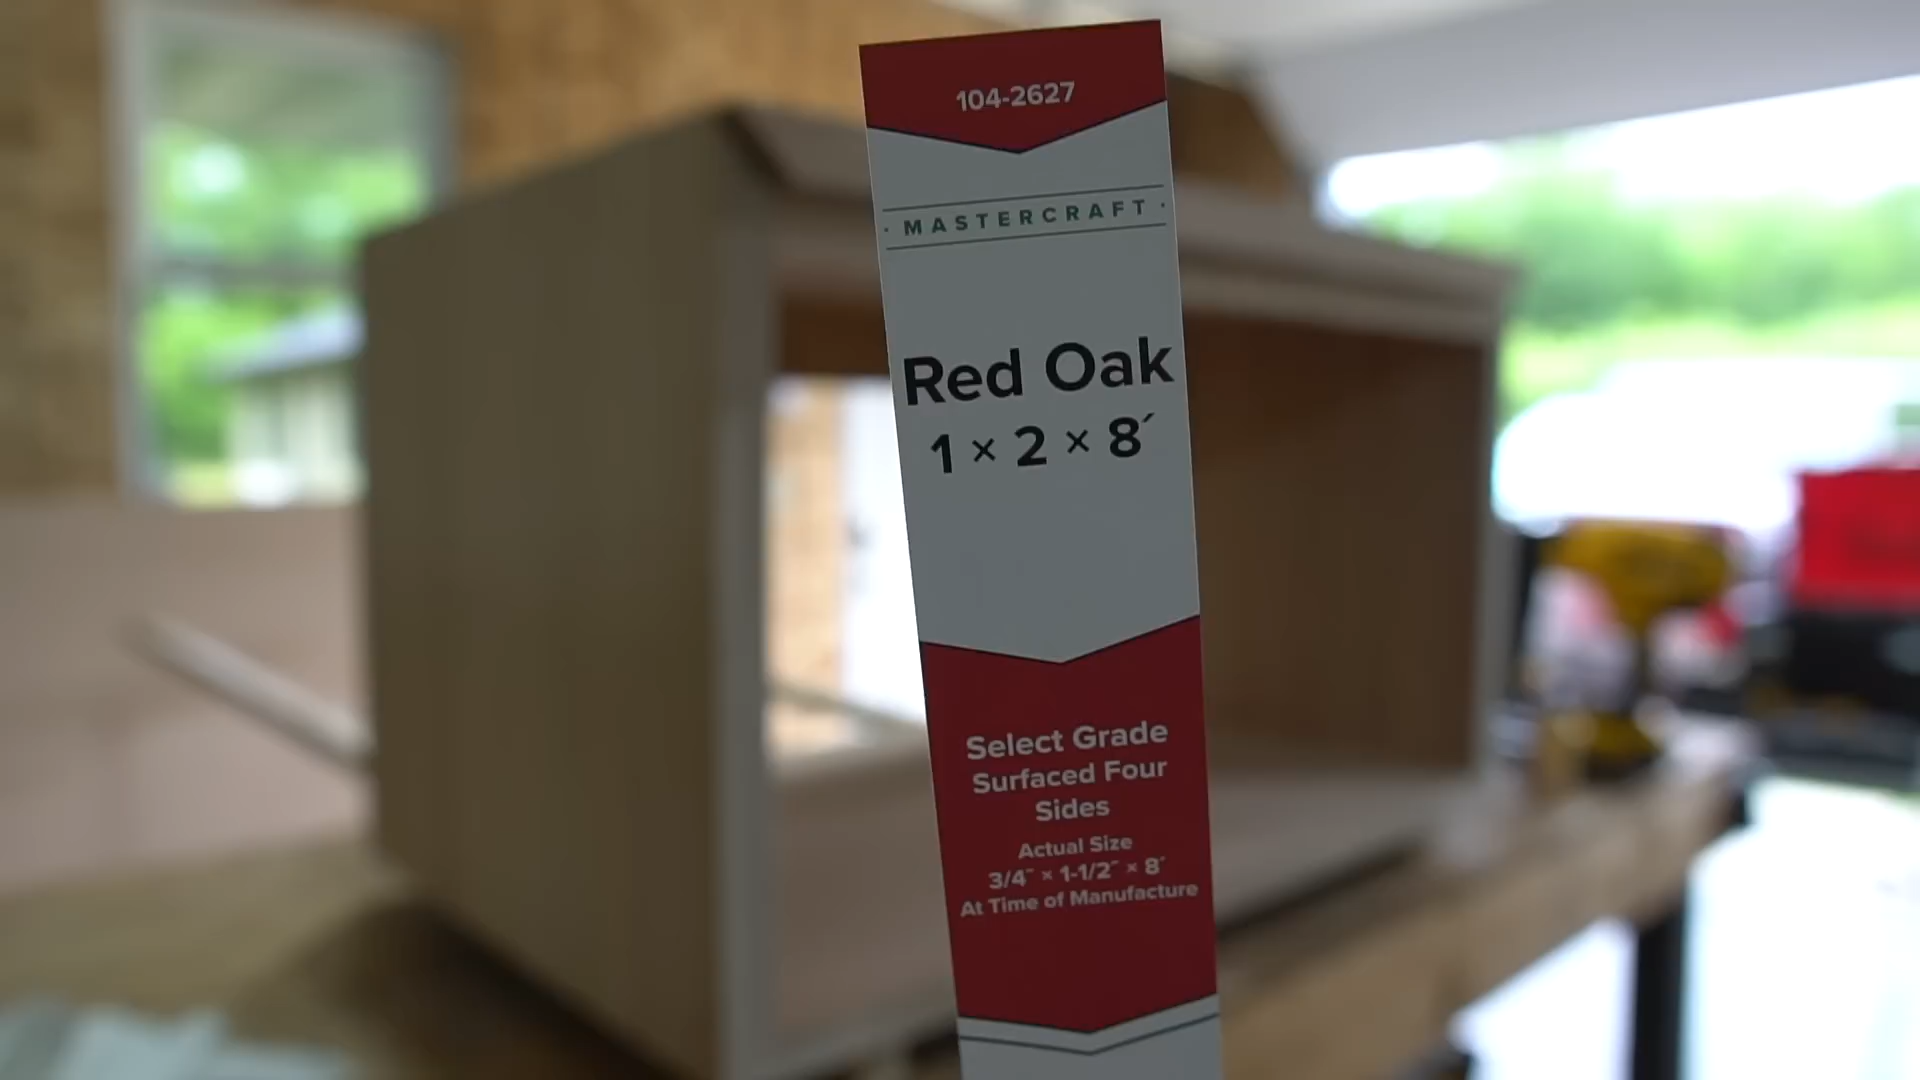 104-2627
· MASTERCRAFT ·
Red Oak
1 × 2 × 8´
Select Grade
Surfaced Four
Sides
Actual Size
3/4˝ × 1-1/2˝ × 8´
At Time of Manufacture